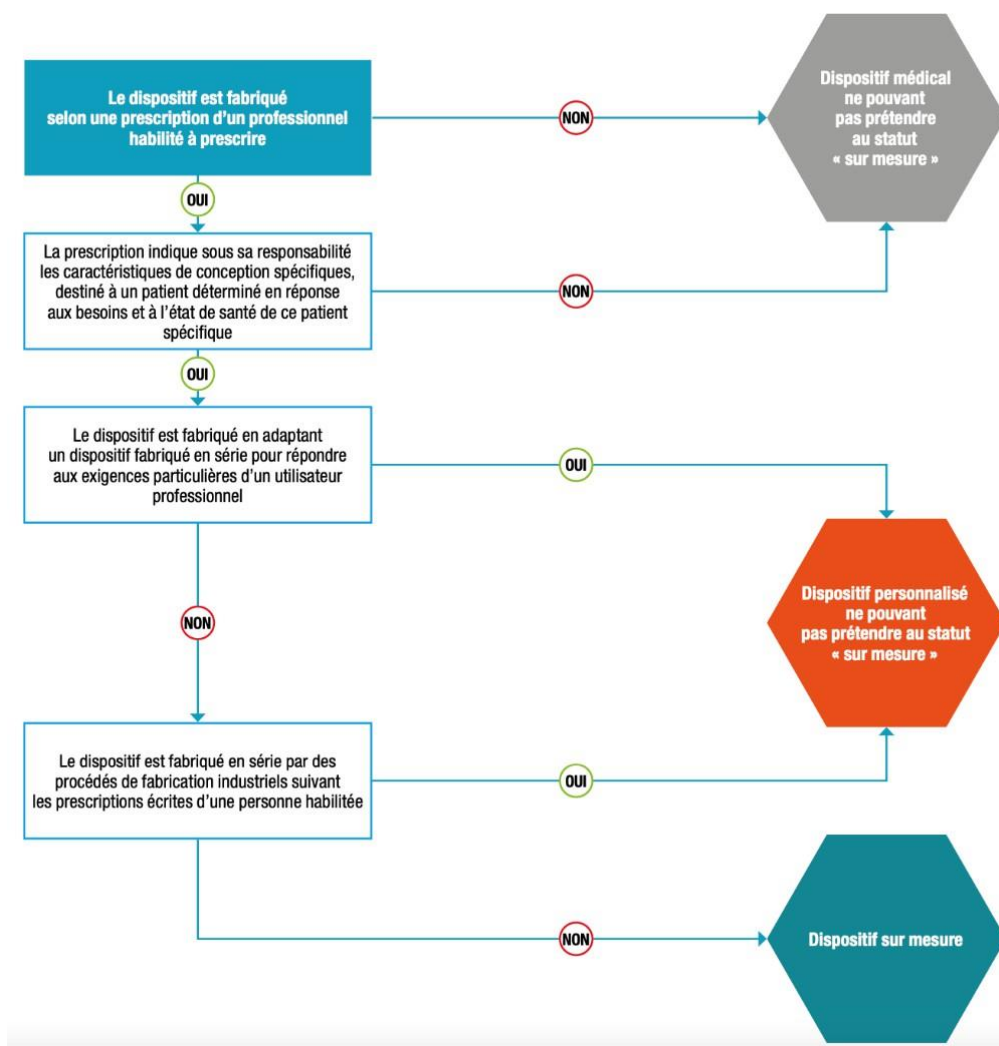 Le dispositif est fabriqué
selon une prescription d'un professionnel
habilité à prescrire
NON
Dispositif médical
ne pouvant
pas prétendre
au statut
« sur mesure »
OUI
La prescription indique sous sa responsabilité
les caractéristiques de conception spécifiques,
destiné à un patient déterminé en réponse
aux besoins et à l'état de santé de ce patient
spécifique
NON
OUI
Le dispositif est fabriqué en adaptant
un dispositif fabriqué en série pour répondre
aux exigences particulières d'un utilisateur
professionnel
OUI
NON
Dispositif personnalisé
ne pouvant
pas prétendre au statut
« sur mesure »
Le dispositif est fabriqué en série par des
procédés de fabrication industriels suivant
les prescriptions écrites d'une personne habilitée
OUI
NON
Dispositif sur mesure